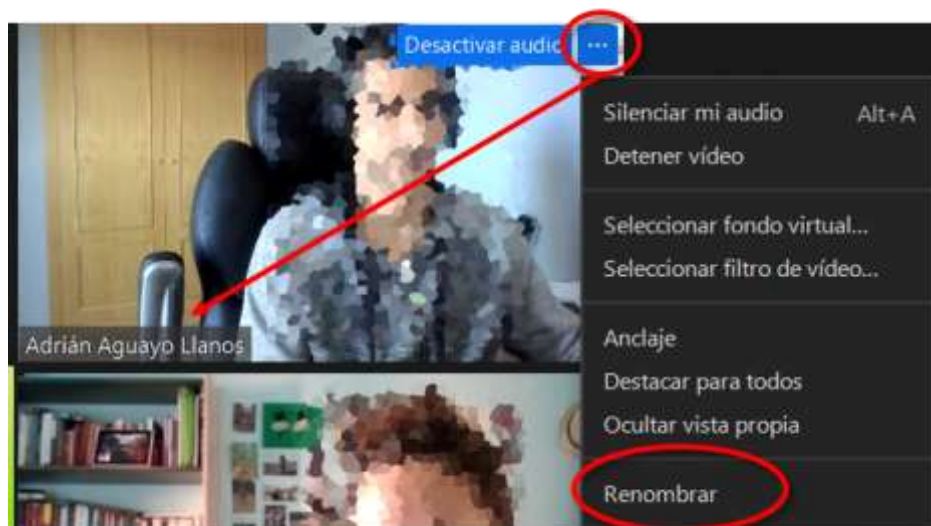 Desactivar audio ...
Silenciar mi audio Alt+A
Detener vídeo
Seleccionar fondo virtual...
Seleccionar filtro de vídeo...
Anclaje
Destacar para todos
Ocultar vista propia
Renombrar
Adrián Aguayo Llanos